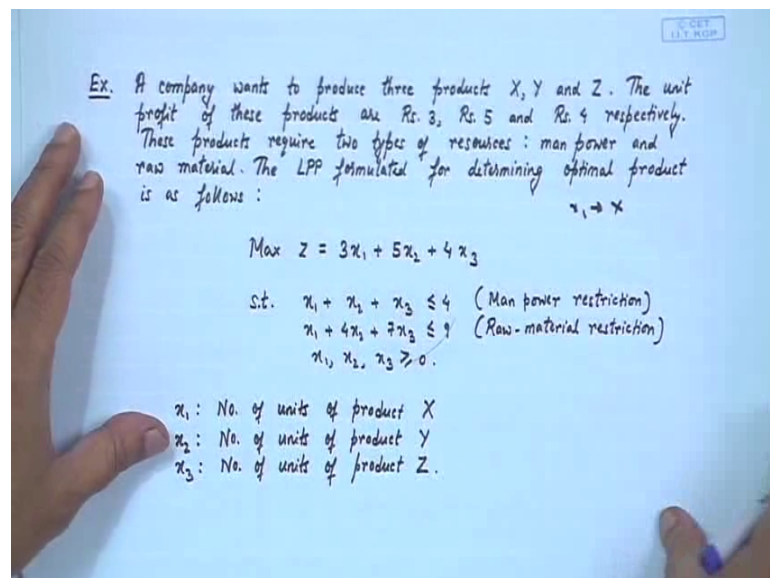 © CET
I.I.T. KGP
Ex. A company wants to produce three products X, Y and Z. The unit
profit of these products are Rs. 3, Rs. 5 and Rs. 4 respectively.
These products require two types of resources : man power and
raw material. The LPP formulated for determining optimal product
is as follows :
x₁ → X
Max Z = 3x₁ + 5x₂ + 4x₃
s.t. x₁ + x₂ + x₃ ≤ 4 (Man power restriction)
x₁ + 4x₂ + 7x₃ ≤ 9 (Raw-material restriction)
x₁, x₂, x₃ ≥ 0.
x₁ : No. of units of product X
x₂ : No. of units of product Y
x₃ : No. of units of product Z.